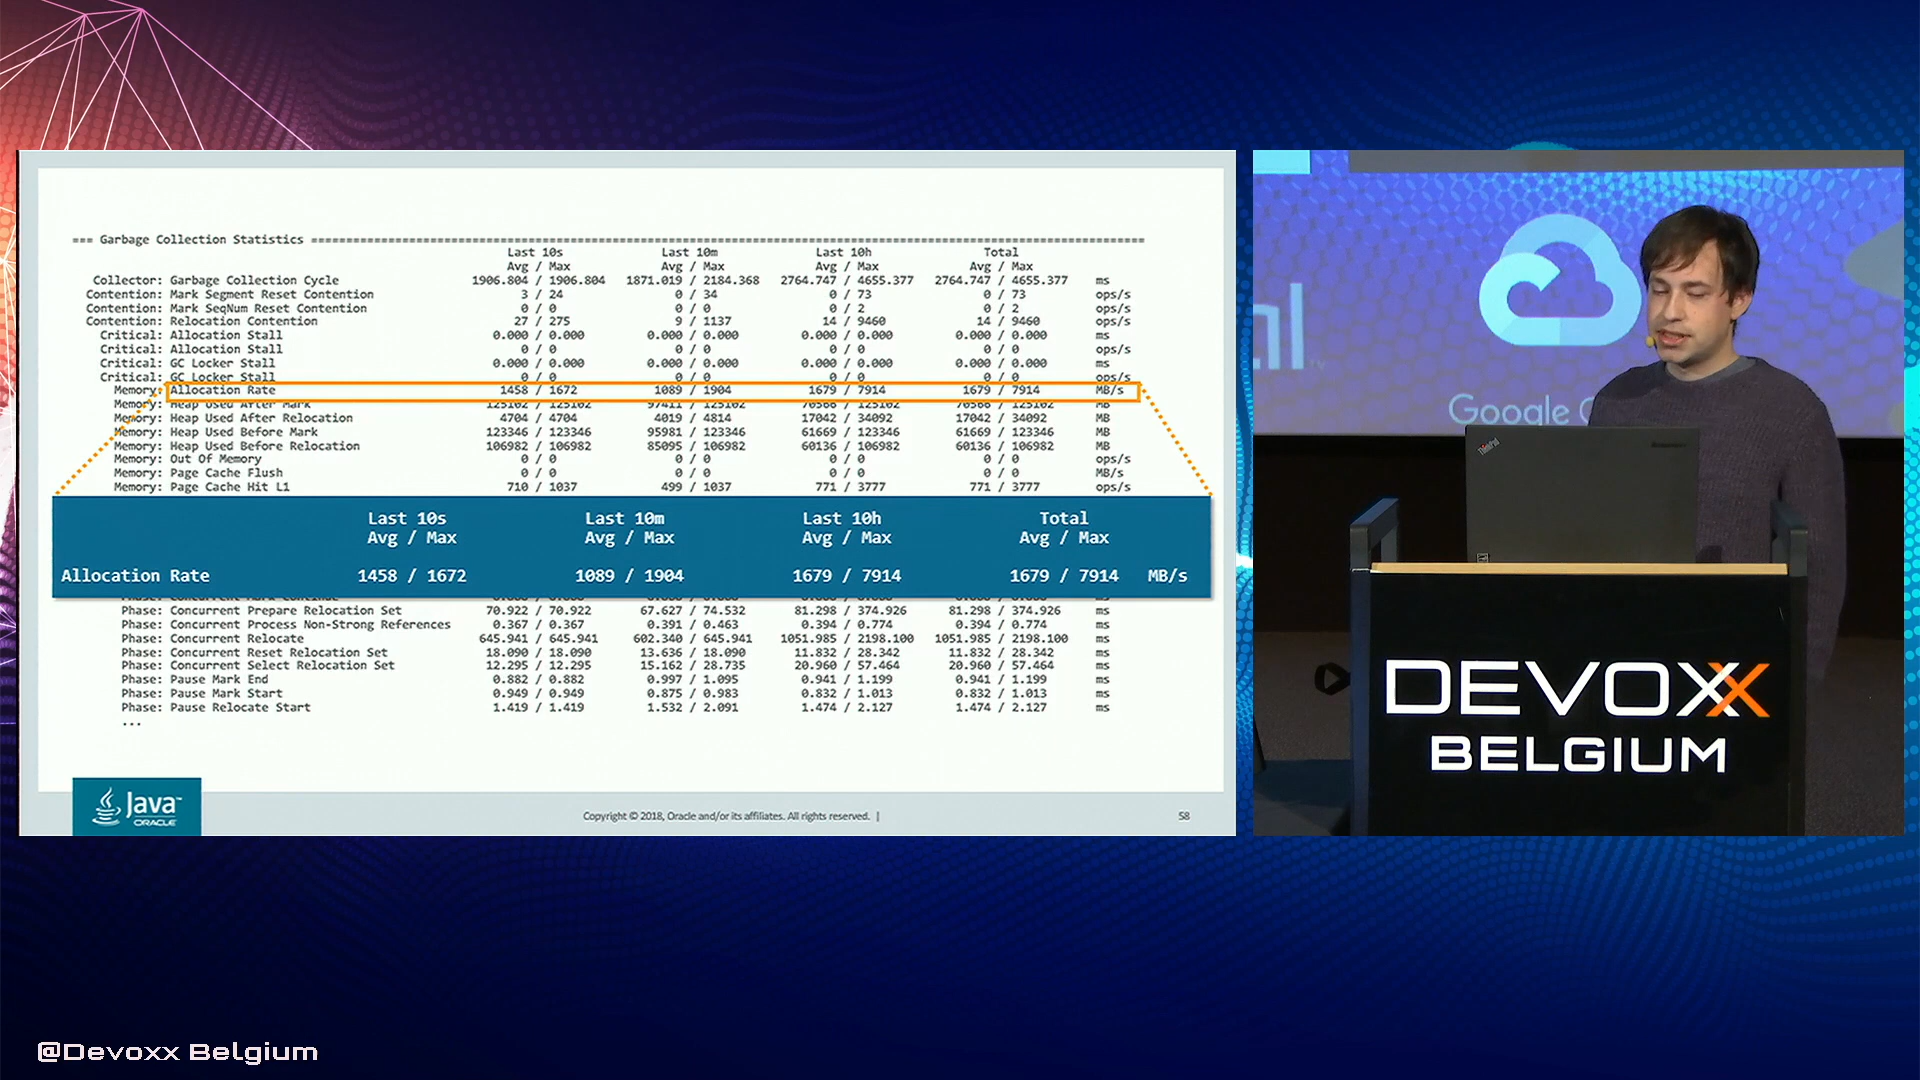 === Garbage Collection Statistics =======================================================================================================================
Last 10s Last 10m Last 10h Total
Avg / Max Avg / Max Avg / Max Avg / Max
Collector: Garbage Collection Cycle 1906.804 / 1906.804 1871.019 / 2184.368 2764.747 / 4655.377 2764.747 / 4655.377 ms
Contention: Mark Segment Reset Contention 3 / 24 0 / 34 0 / 73 0 / 73 ops/s
Contention: Mark SeqNum Reset Contention 0 / 0 0 / 0 0 / 2 0 / 2 ops/s
Contention: Relocation Contention 27 / 275 9 / 1137 14 / 9460 14 / 9460 ops/s
Critical: Allocation Stall 0.000 / 0.000 0.000 / 0.000 0.000 / 0.000 0.000 / 0.000 ms
Critical: Allocation Stall 0 / 0 0 / 0 0 / 0 0 / 0 ops/s
Critical: GC Locker Stall 0.000 / 0.000 0.000 / 0.000 0.000 / 0.000 0.000 / 0.000 ms
Critical: GC Locker Stall 0 / 0 0 / 0 0 / 0 0 / 0 ops/s
Memory: Allocation Rate 1458 / 1672 1089 / 1904 1679 / 7914 1679 / 7914 MB/s
Memory: Heap Used After Mark 125102 / 125102 97411 / 125102 70566 / 125102 70566 / 125102 MB
Memory: Heap Used After Relocation 4704 / 4704 4019 / 4814 17042 / 34092 17042 / 34092 MB
Memory: Heap Used Before Mark 123346 / 123346 95981 / 123346 61669 / 123346 61669 / 123346 MB
Memory: Heap Used Before Relocation 106982 / 106982 85095 / 106982 60136 / 106982 60136 / 106982 MB
Memory: Out Of Memory 0 / 0 0 / 0 0 / 0 0 / 0 ops/s
Memory: Page Cache Flush 0 / 0 0 / 0 0 / 0 0 / 0 MB/s
Memory: Page Cache Hit L1 710 / 1037 499 / 1037 771 / 3777 771 / 3777 ops/s
Last 10s Last 10m Last 10h Total
Avg / Max Avg / Max Avg / Max Avg / Max
Allocation Rate 1458 / 1672 1089 / 1904 1679 / 7914 1679 / 7914 MB/s
Phase: Concurrent Prepare Relocation Set 70.922 / 70.922 67.627 / 74.532 81.298 / 374.926 81.298 / 374.926 ms
Phase: Concurrent Process Non-Strong References 0.367 / 0.367 0.391 / 0.463 0.394 / 0.774 0.394 / 0.774 ms
Phase: Concurrent Relocate 645.941 / 645.941 602.340 / 645.941 1051.985 / 2198.100 1051.985 / 2198.100 ms
Phase: Concurrent Reset Relocation Set 18.090 / 18.090 13.636 / 18.090 11.832 / 28.342 11.832 / 28.342 ms
Phase: Concurrent Select Relocation Set 12.295 / 12.295 15.162 / 28.735 20.960 / 57.464 20.960 / 57.464 ms
Phase: Pause Mark End 0.882 / 0.882 0.997 / 1.095 0.941 / 1.199 0.941 / 1.199 ms
Phase: Pause Mark Start 0.949 / 0.949 0.875 / 0.983 0.832 / 1.013 0.832 / 1.013 ms
Phase: Pause Relocate Start 1.419 / 1.419 1.532 / 2.091 1.474 / 2.127 1.474 / 2.127 ms
...
Java
ORACLE
Copyright © 2018, Oracle and/or its affiliates. All rights reserved. |
58
Google
ThinkPad
DEVOXX
BELGIUM
@Devoxx Belgium